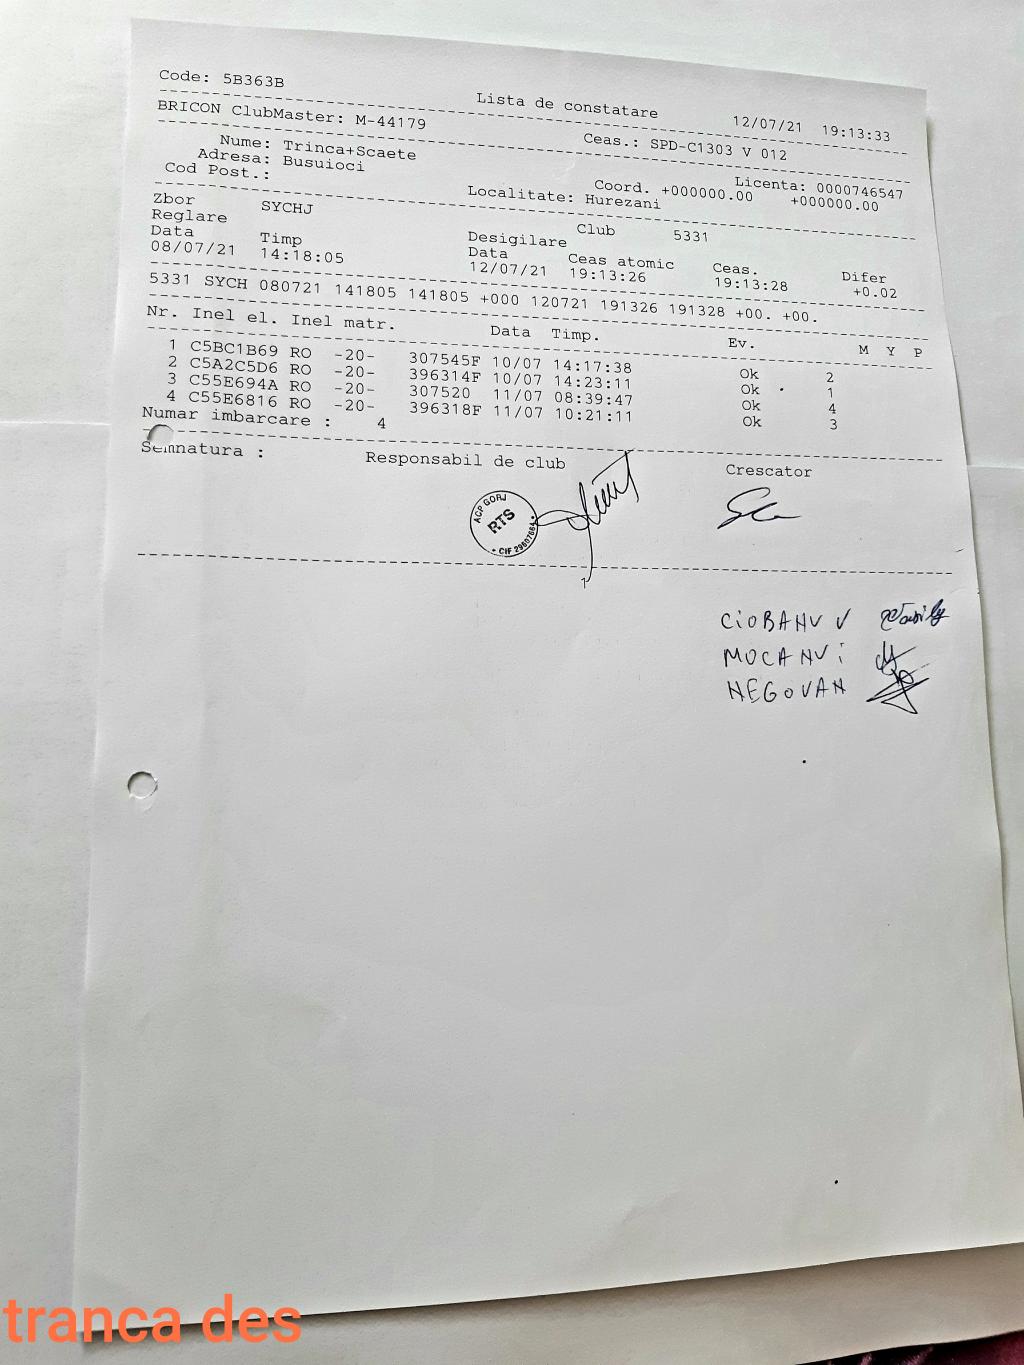 Code: 5B363B
Lista de constatare 12/07/21 19:13:33
BRICON ClubMaster: M-44179 Ceas.: SPD-C1303 V 012
Nume: Trinca+Scaete Licenta: 0000746547
Adresa: Busuioci Coord. +000000.00 +000000.00
Cod Post.: Localitate: Hurezani
Zbor SYCHJ Club 5331
Reglare Desigilare
Data Timp Data Ceas atomic Ceas. Difer
08/07/21 14:18:05 12/07/21 19:13:26 19:13:28 +0.02
5331 SYCH 080721 141805 141805 +000 120721 191326 191328 +00. +00.
Nr. Inel el. Inel matr. Data Timp. Ev. M Y P
1 C5BC1B69 RO -20- 307545F 10/07 14:17:38 Ok 2
2 C5A2C5D6 RO -20- 396314F 10/07 14:23:11 Ok 1
3 C55E694A RO -20- 307520 11/07 08:39:47 Ok 4
4 C55E6816 RO -20- 396318F 11/07 10:21:11 Ok 3
Numar imbarcare : 4
Semnatura : Responsabil de club Crescator
ACP GORJ
RTS
CIF 29807664
CIOBANU V
MOCANU i
NEGOVAN
tranca des